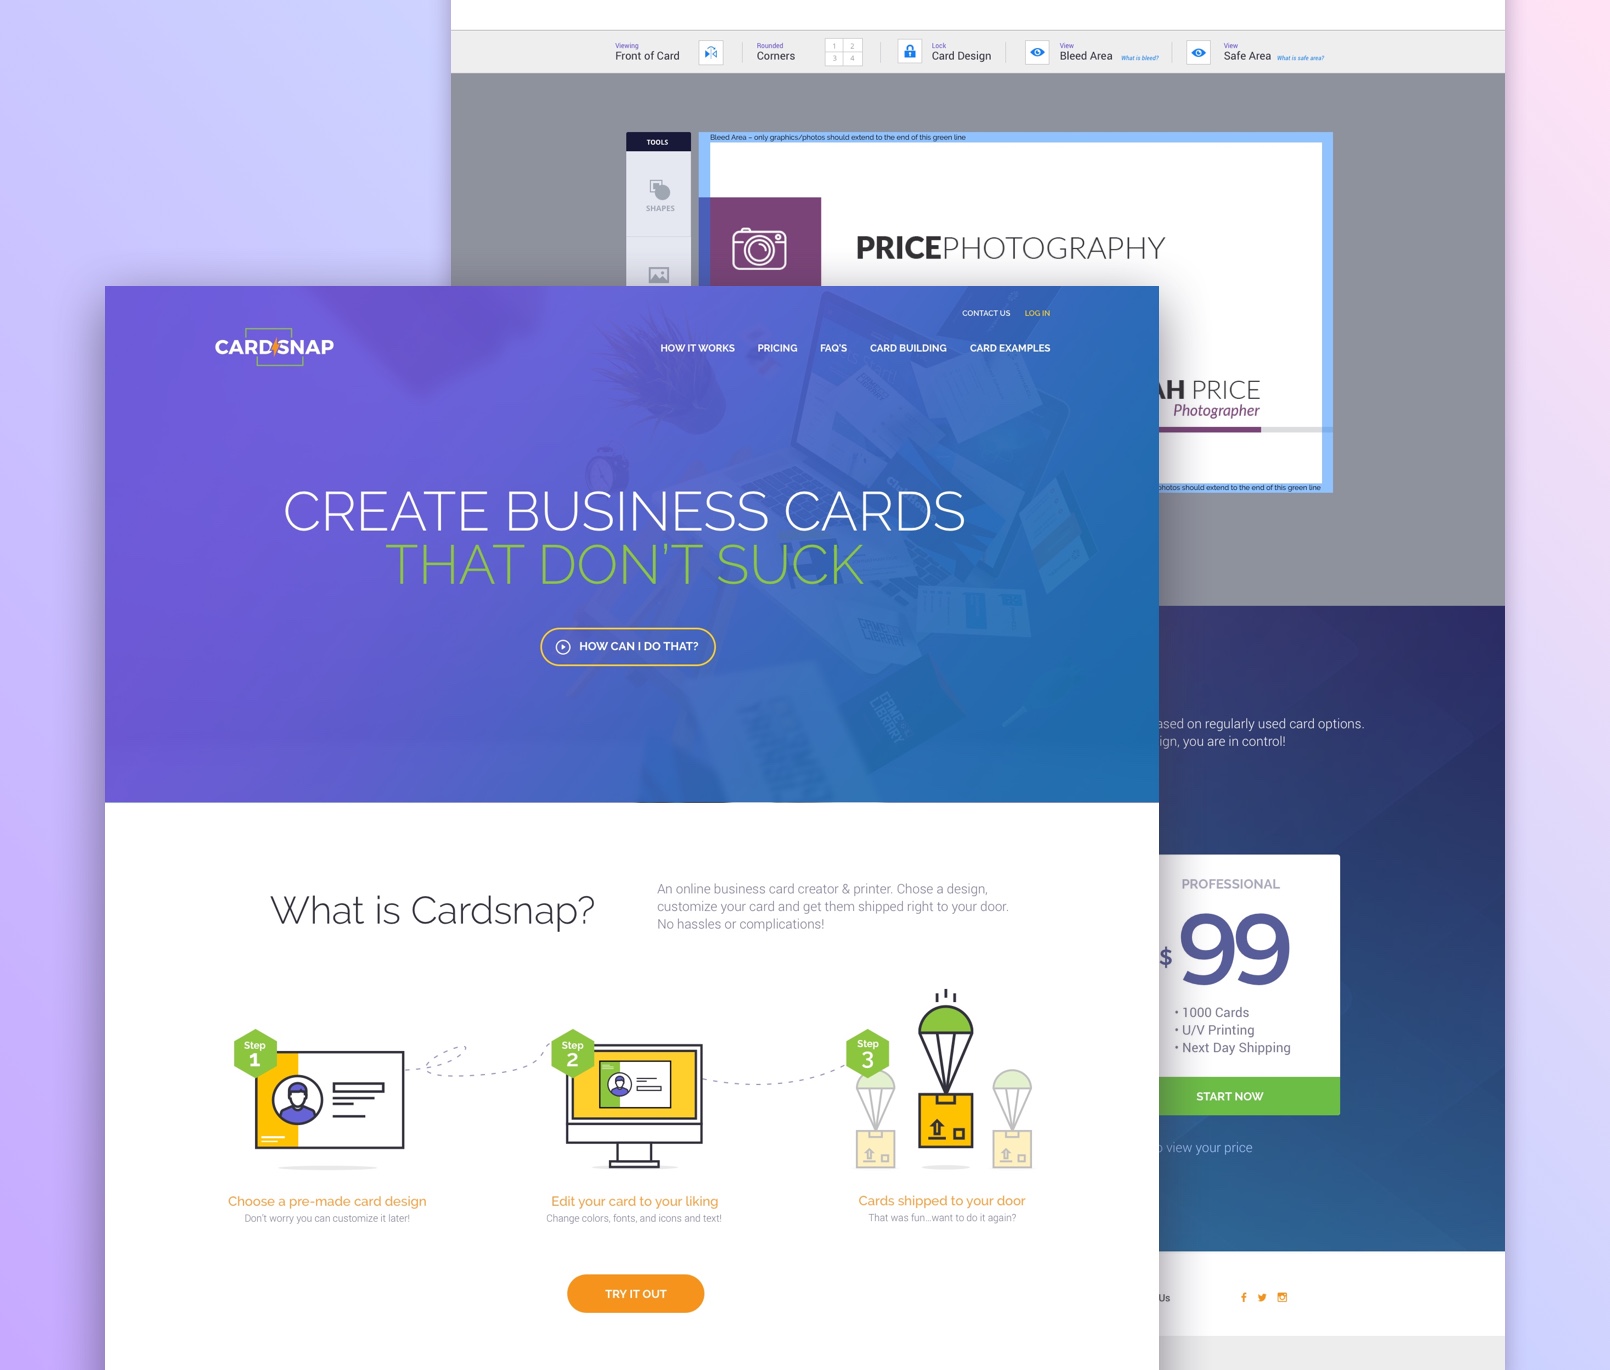 Viewing
Front of Card
Rounded
Corners
1 2
3 4
Lock
Card Design
View
Bleed Area What is bleed?
View
Safe Area What is safe area?
TOOLS
SHAPES
Bleed Area – only graphics/photos should extend to the end of this green line
PRICEPHOTOGRAPHY
AH PRICE
Photographer
photos should extend to the end of this green line
CONTACT US LOG IN
CARDSNAP
HOW IT WORKS PRICING FAQ'S CARD BUILDING CARD EXAMPLES
CREATE BUSINESS CARDS
THAT DON'T SUCK
HOW CAN I DO THAT?
GAME LIBRARY
What is Cardsnap?
An online business card creator & printer. Chose a design,
customize your card and get them shipped right to your door.
No hassles or complications!
Step
1
Step
2
Step
3
Choose a pre-made card design
Don't worry you can customize it later!
Edit your card to your liking
Change colors, fonts, and icons and text!
Cards shipped to your door
That was fun...want to do it again?
TRY IT OUT
ased on regularly used card options.
ign, you are in control!
PROFESSIONAL
$ 99
• 1000 Cards
• U/V Printing
• Next Day Shipping
START NOW
o view your price
Us